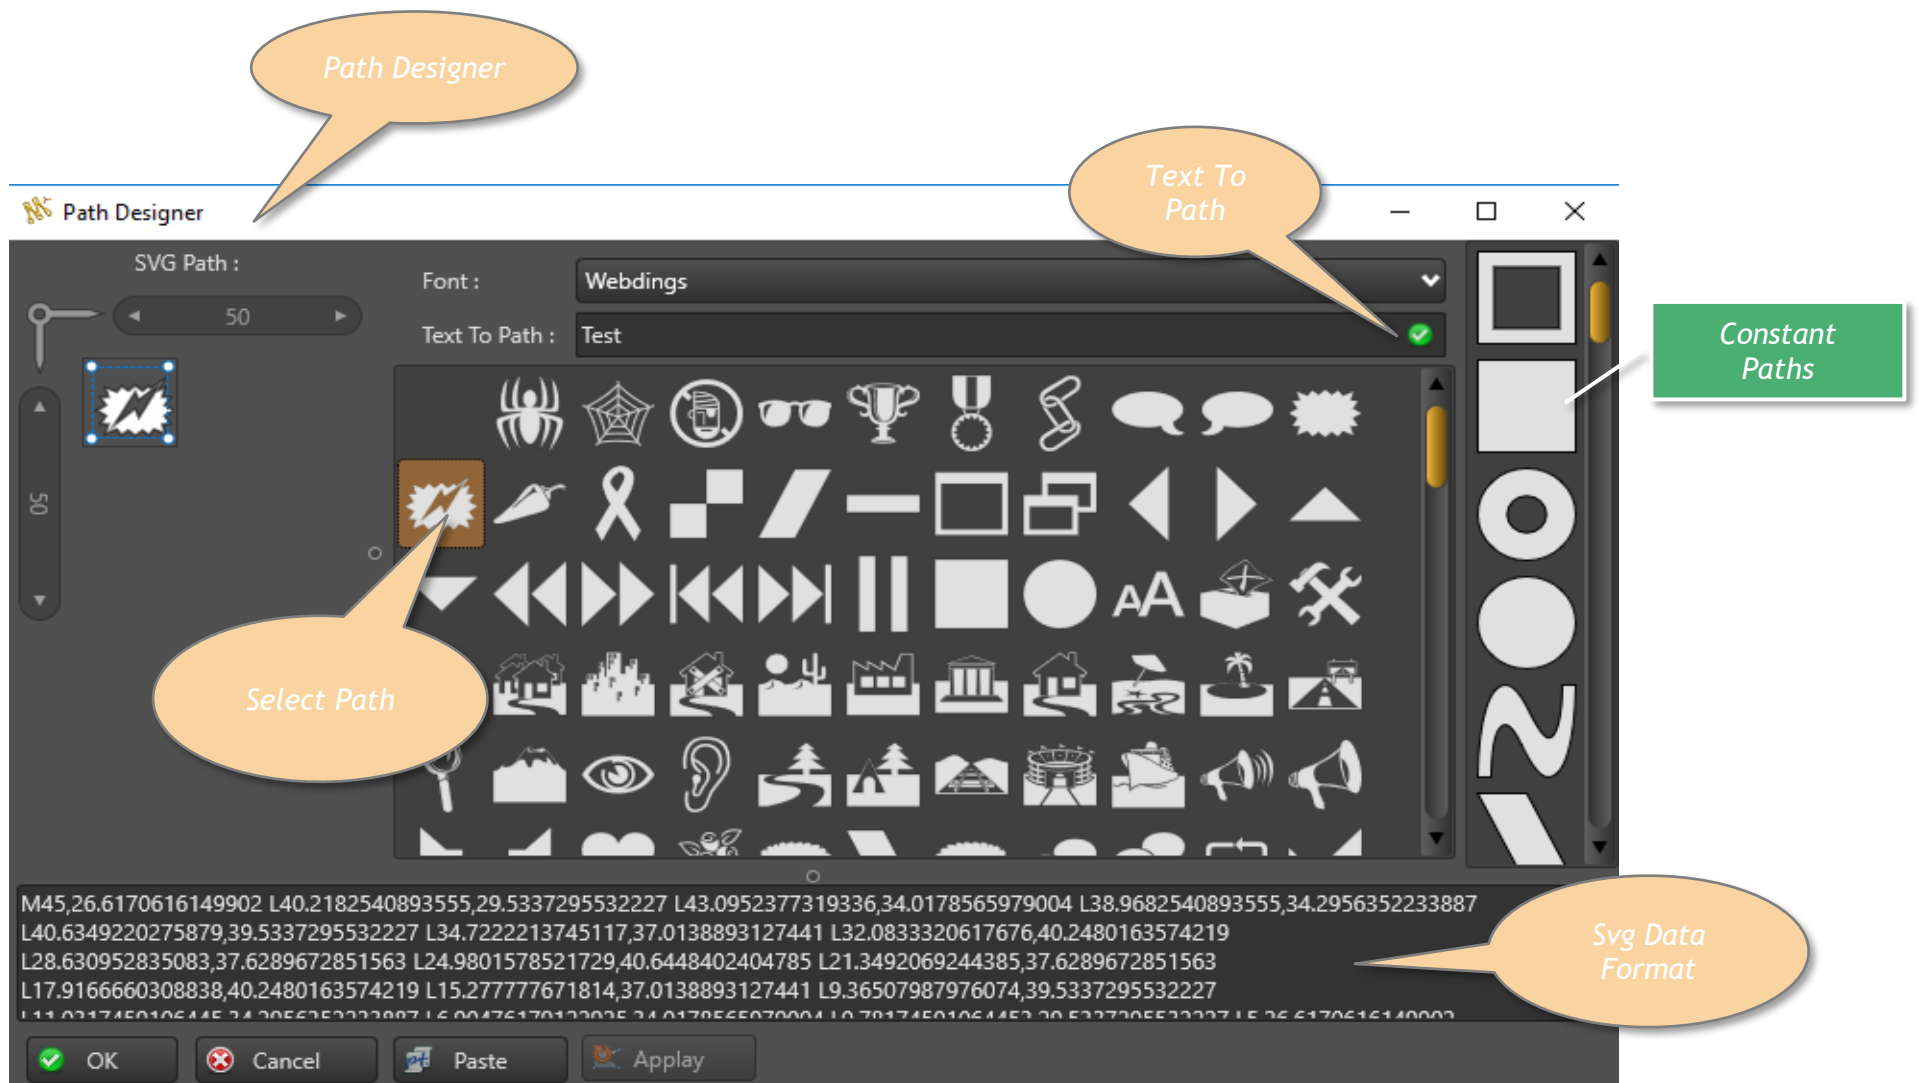 Path Designer
Text To
Path
Path Designer
SVG Path :
50
50
Font :
Webdings
Text To Path :
Test
AA
Constant
Paths
Select Path
M45,26.6170616149902 L40.2182540893555,29.5337295532227 L43.0952377319336,34.0178565979004 L38.9682540893555,34.2956352233887
L40.6349220275879,39.5337295532227 L34.7222213745117,37.0138893127441 L32.0833320617676,40.2480163574219
L28.630952835083,37.6289672851563 L24.9801578521729,40.6448402404785 L21.3492069244385,37.6289672851563
L17.9166660308838,40.2480163574219 L15.277777671814,37.0138893127441 L9.36507987976074,39.5337295532227
Svg Data
Format
OK
Cancel
Paste
Applay